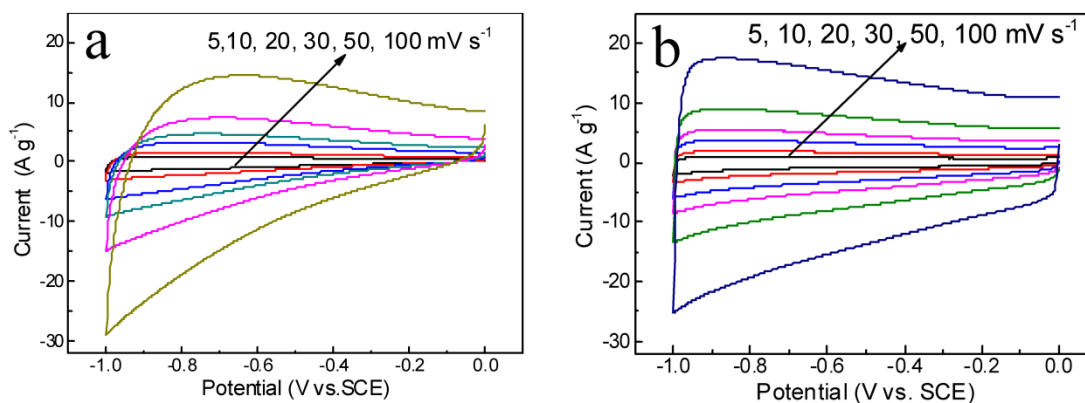 a
5,10, 20, 30, 50, 100 mV s⁻¹
Current (A g⁻¹)
20
10
0
-10
-20
-30
-1.0 -0.8 -0.6 -0.4 -0.2 0.0
Potential (V vs.SCE)
b
5, 10, 20, 30, 50, 100 mV s⁻¹
Current (A g⁻¹)
20
10
0
-10
-20
-30
-1.0 -0.8 -0.6 -0.4 -0.2 0.0
Potential (V vs. SCE)